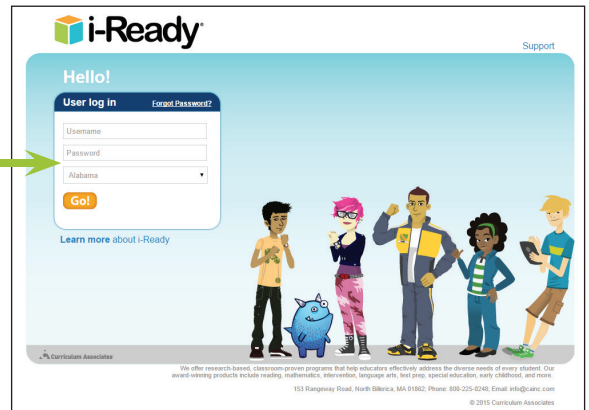 i-Ready
Support
Hello!
User log in Forgot Password?
Username
Password
Alabama
Go!
Learn more about i-Ready
Curriculum Associates
We offer research-based, classroom-proven programs that help educators effectively address the diverse needs of every student. Our
award-winning products include reading, mathematics, intervention, language arts, test prep, special education, early childhood, and more.
153 Rangeway Road, North Billerica, MA 01862; Phone: 800-225-0248; Email: info@cainc.com
© 2015 Curriculum Associates